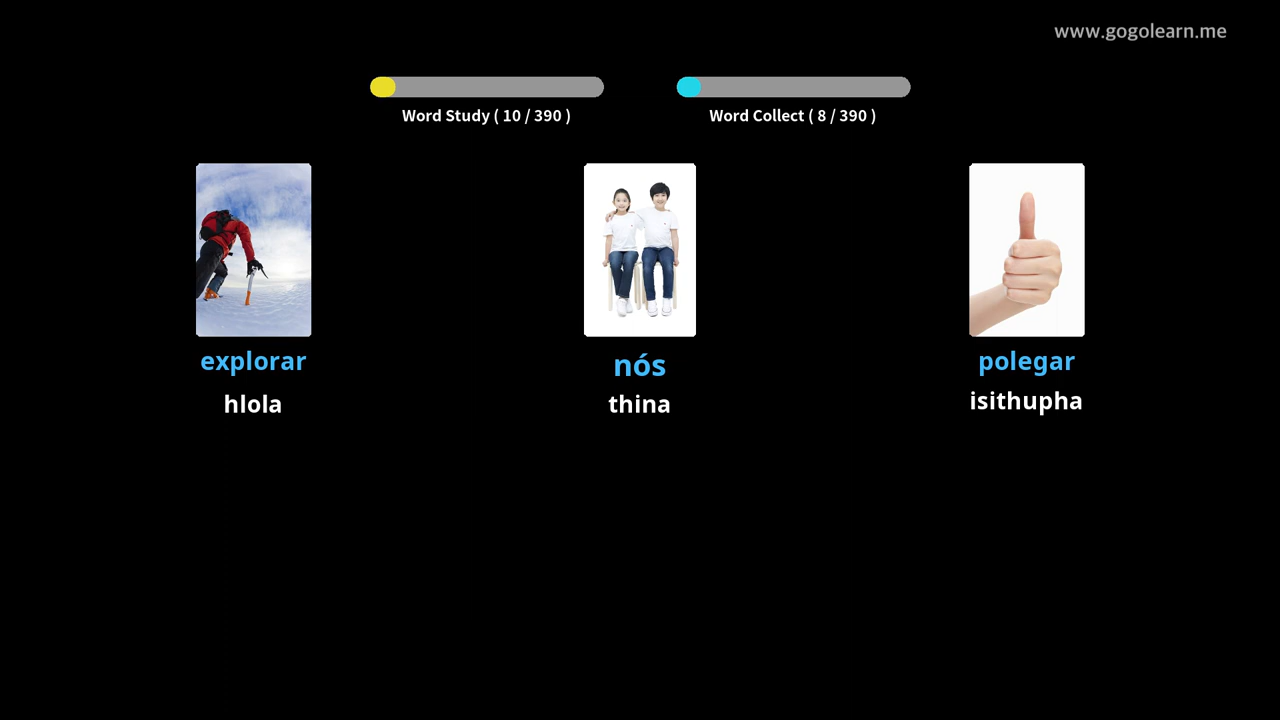 www.gogolearn.me
Word Study ( 10 / 390 )
Word Collect ( 8 / 390 )
explorar
hlola
nós
thina
polegar
isithupha